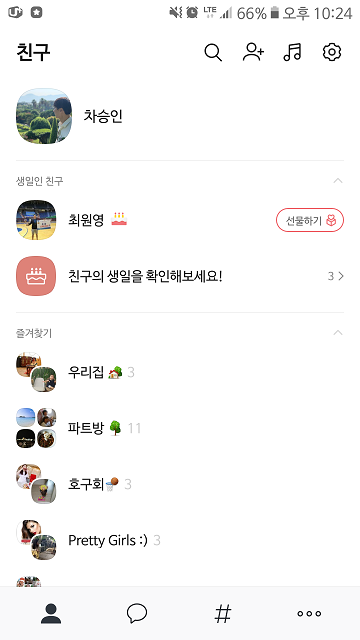 LTE 66% 오후 10:24
친구
차승인
생일인 친구
최원영
선물하기
친구의 생일을 확인해보세요!
3
즐겨찾기
우리집 3
파트방 11
호구회 3
Pretty Girls :) 3
#